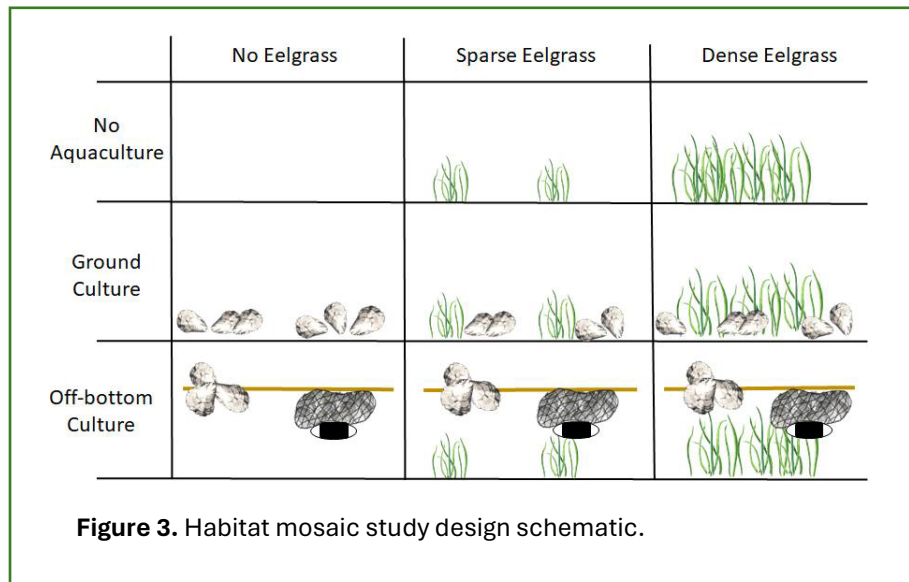 No Eelgrass
Sparse Eelgrass
Dense Eelgrass
No
Aquaculture
Ground
Culture
Off-bottom
Culture
Figure 3. Habitat mosaic study design schematic.